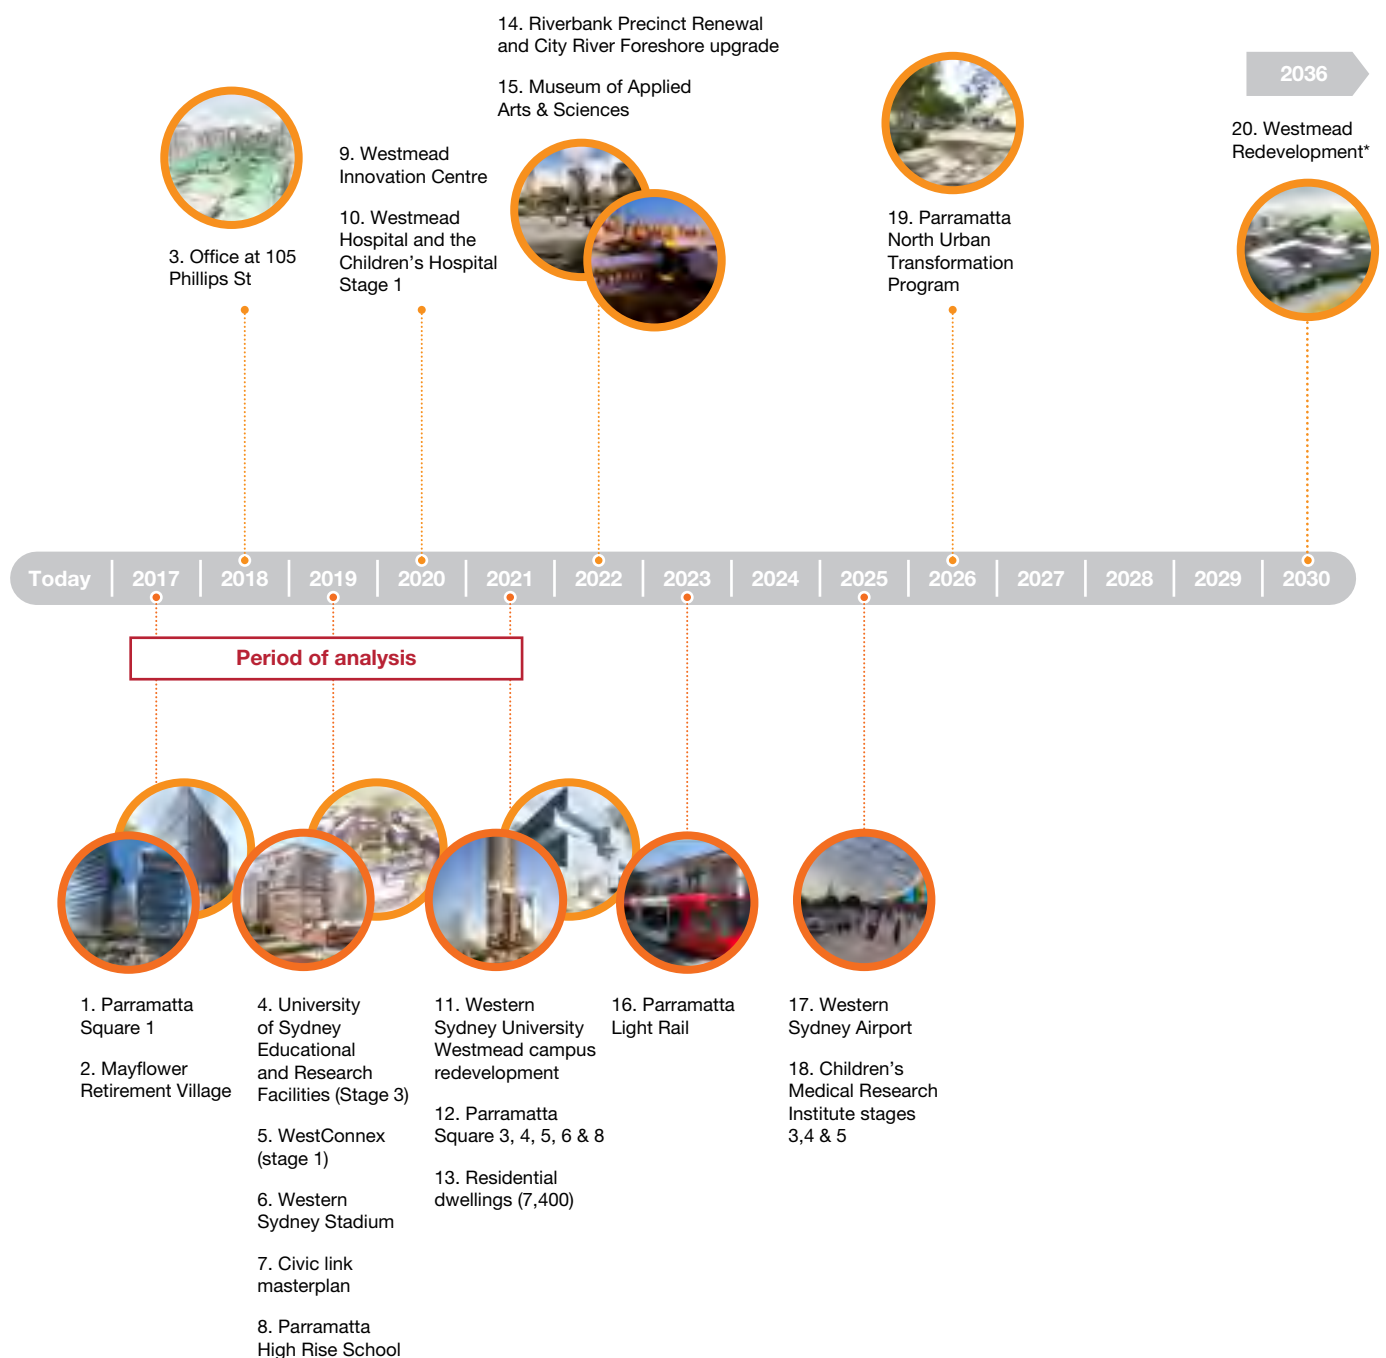 14. Riverbank Precinct Renewal
and City River Foreshore upgrade
15. Museum of Applied
Arts & Sciences
2036
20. Westmead
Redevelopment*
9. Westmead
Innovation Centre
10. Westmead
Hospital and the
Children's Hospital
Stage 1
3. Office at 105
Phillips St
19. Parramatta
North Urban
Transformation
Program
Today 2017 2018 2019 2020 2021 2022 2023 2024 2025 2026 2027 2028 2029 2030
Period of analysis
1. Parramatta
Square 1
2. Mayflower
Retirement Village
4. University
of Sydney
Educational
and Research
Facilities (Stage 3)
5. WestConnex
(stage 1)
6. Western
Sydney Stadium
7. Civic link
masterplan
8. Parramatta
High Rise School
11. Western
Sydney University
Westmead campus
redevelopment
12. Parramatta
Square 3, 4, 5, 6 & 8
13. Residential
dwellings (7,400)
16. Parramatta
Light Rail
17. Western
Sydney Airport
18. Children's
Medical Research
Institute stages
3,4 & 5